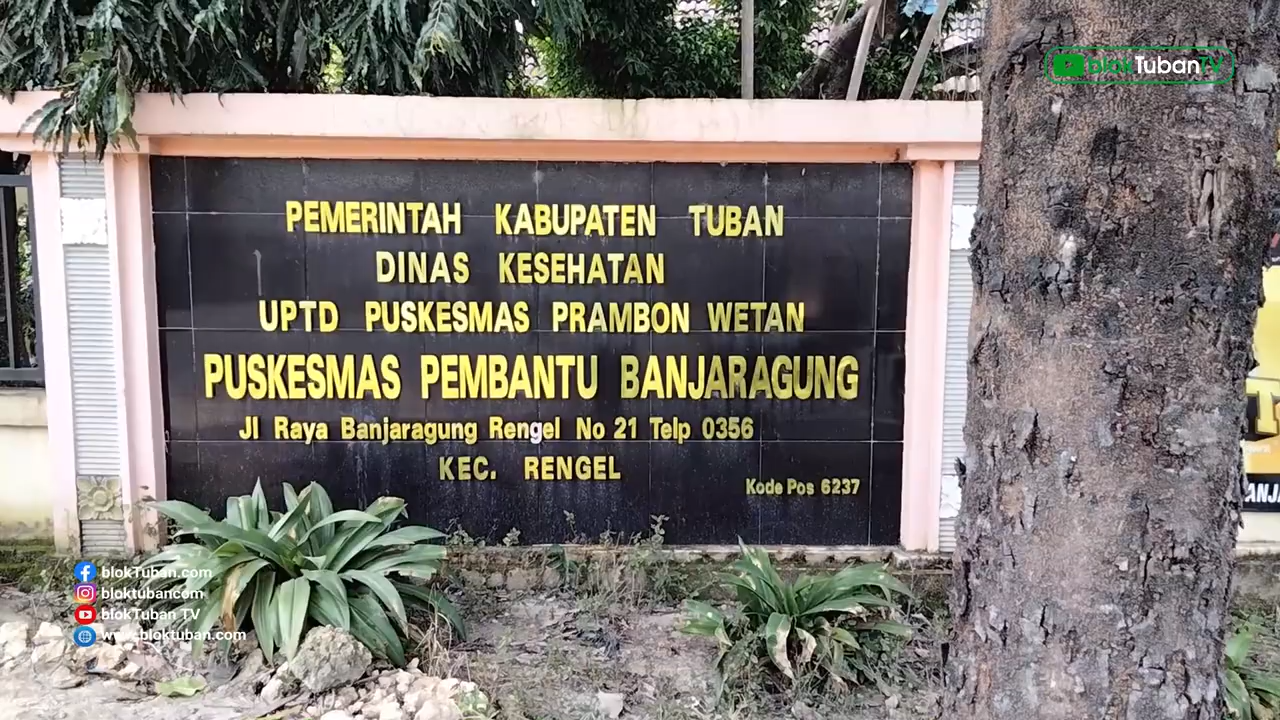 blokTubanTV
PEMERINTAH KABUPATEN TUBAN
DINAS KESEHATAN
UPTD PUSKESMAS PRAMBON WETAN
PUSKESMAS PEMBANTU BANJARAGUNG
Jl Raya Banjaragung Rengel No 21 Telp 0356
KEC. RENGEL
Kode Pos 6237
blokTuban.com
bloktubancom
blokTuban TV
www.bloktuban.com